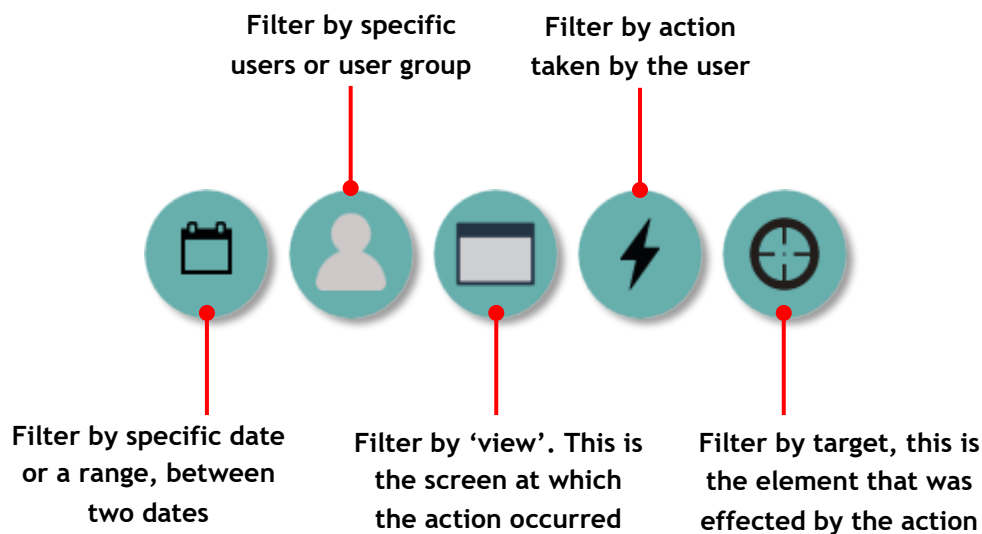 Filter by specific
users or user group
Filter by action
taken by the user
Filter by specific date
or a range, between
two dates
Filter by ‘view’. This is
the screen at which
the action occurred
Filter by target, this is
the element that was
effected by the action